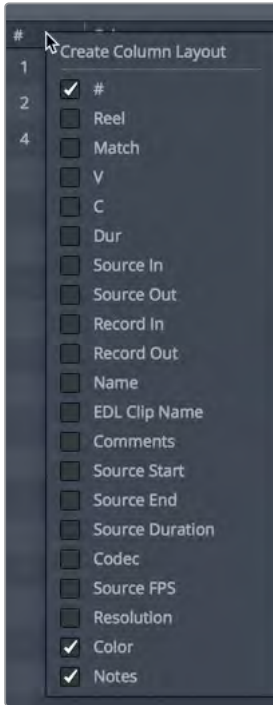 #
Create Column Layout
1
#
2
Reel
4
Match
V
C
Dur
Source In
Source Out
Record In
Record Out
Name
EDL Clip Name
Comments
Source Start
Source End
Source Duration
Codec
Source FPS
Resolution
Color
Notes